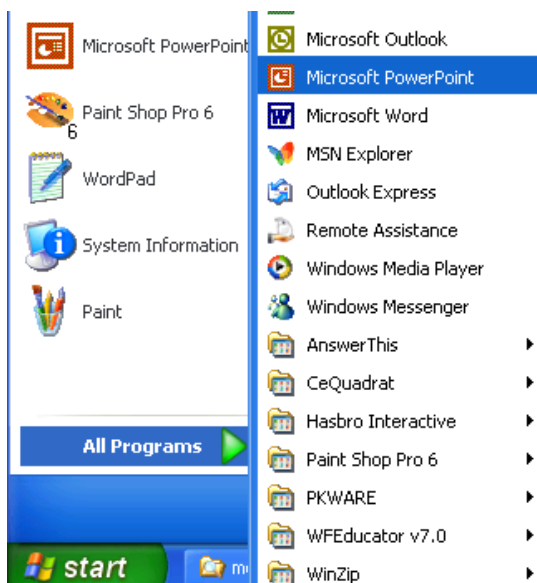 Microsoft PowerPoint
Paint Shop Pro 6
6
WordPad
System Information
Paint
All Programs
start
Microsoft Outlook
Microsoft PowerPoint
Microsoft Word
MSN Explorer
Outlook Express
Remote Assistance
Windows Media Player
Windows Messenger
AnswerThis
CeQuadrat
Hasbro Interactive
Paint Shop Pro 6
PKWARE
WFEducator v7.0
WinZip